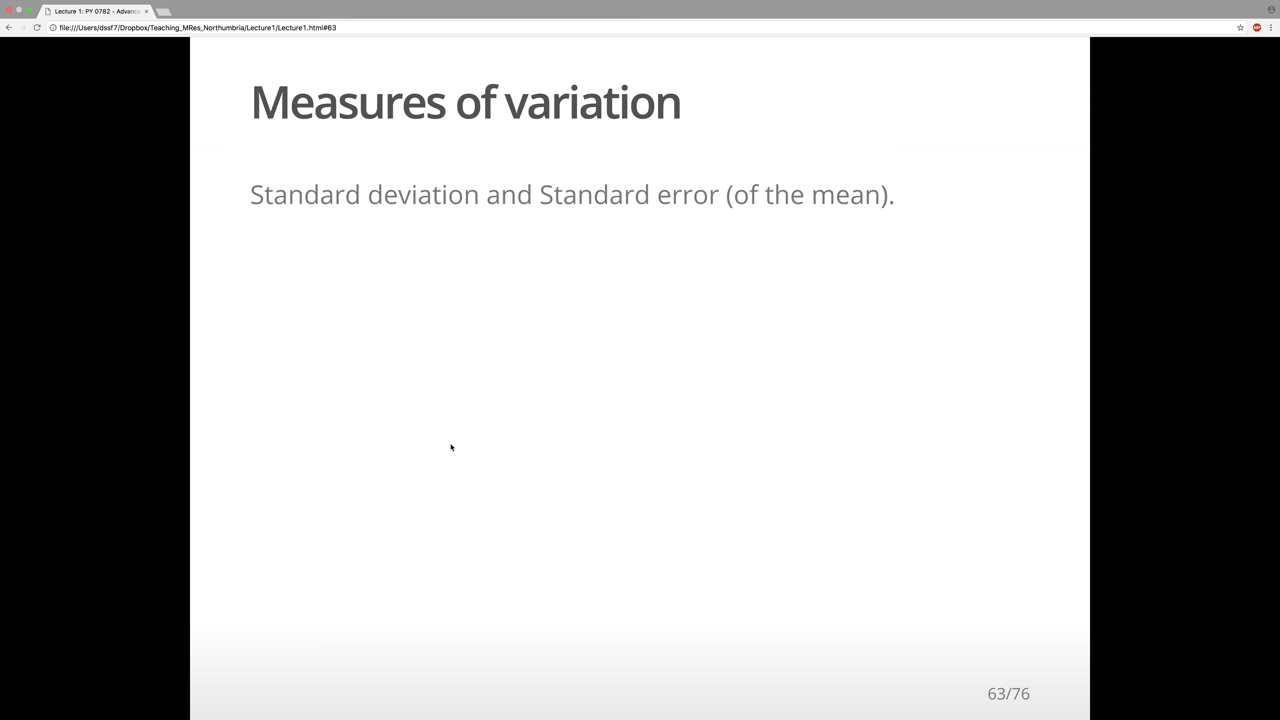 Lecture 1: PY 0782 - Advanc
file:///Users/dssf7/Dropbox/Teaching_MRes_Northumbria/Lecture1/Lecture1.html#63
Measures of variation
Standard deviation and Standard error (of the mean).
63/76